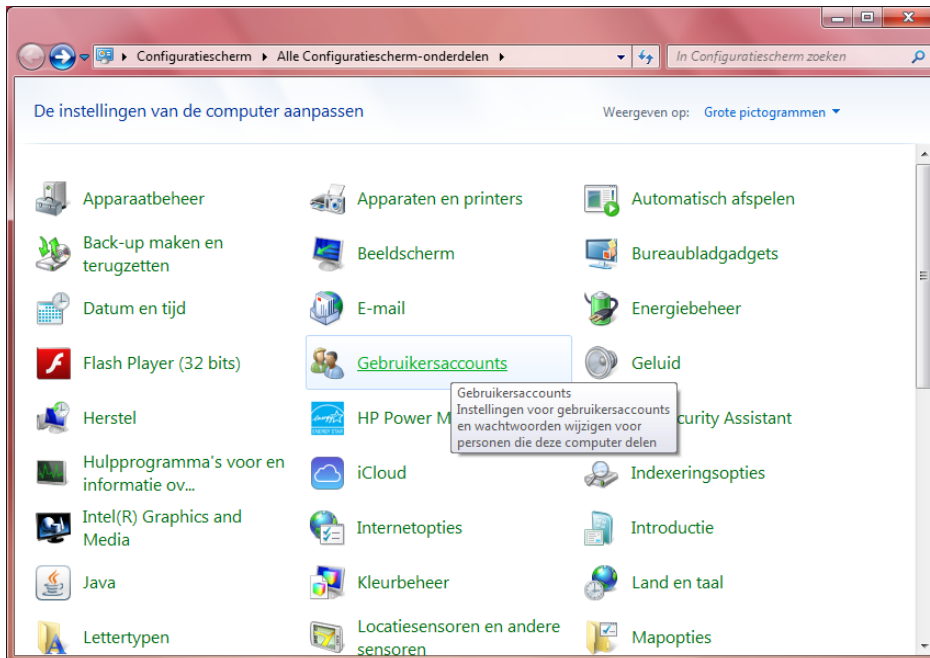 Configuratiescherm Alle Configuratiescherm-onderdelen In Configuratiescherm zoeken
De instellingen van de computer aanpassen Weergeven op: Grote pictogrammen
Apparaatbeheer Apparaten en printers Automatisch afspelen
Back-up maken en
terugzetten
Beeldscherm Bureaubladgadgets
Datum en tijd E-mail Energiebeheer
Flash Player (32 bits) Gebruikersaccounts Geluid
Gebruikersaccounts
Instellingen voor gebruikersaccounts
en wachtwoorden wijzigen voor
personen die deze computer delen
Herstel HP Power Assistant
Hulpprogramma's voor en
informatie ov...
iCloud Indexeringsopties
Intel(R) Graphics and
Media
Internetopties Introductie
Java Kleurbeheer Land en taal
Lettertypen
Locatiesensoren en andere
sensoren
Mapopties
ENERGY STAR